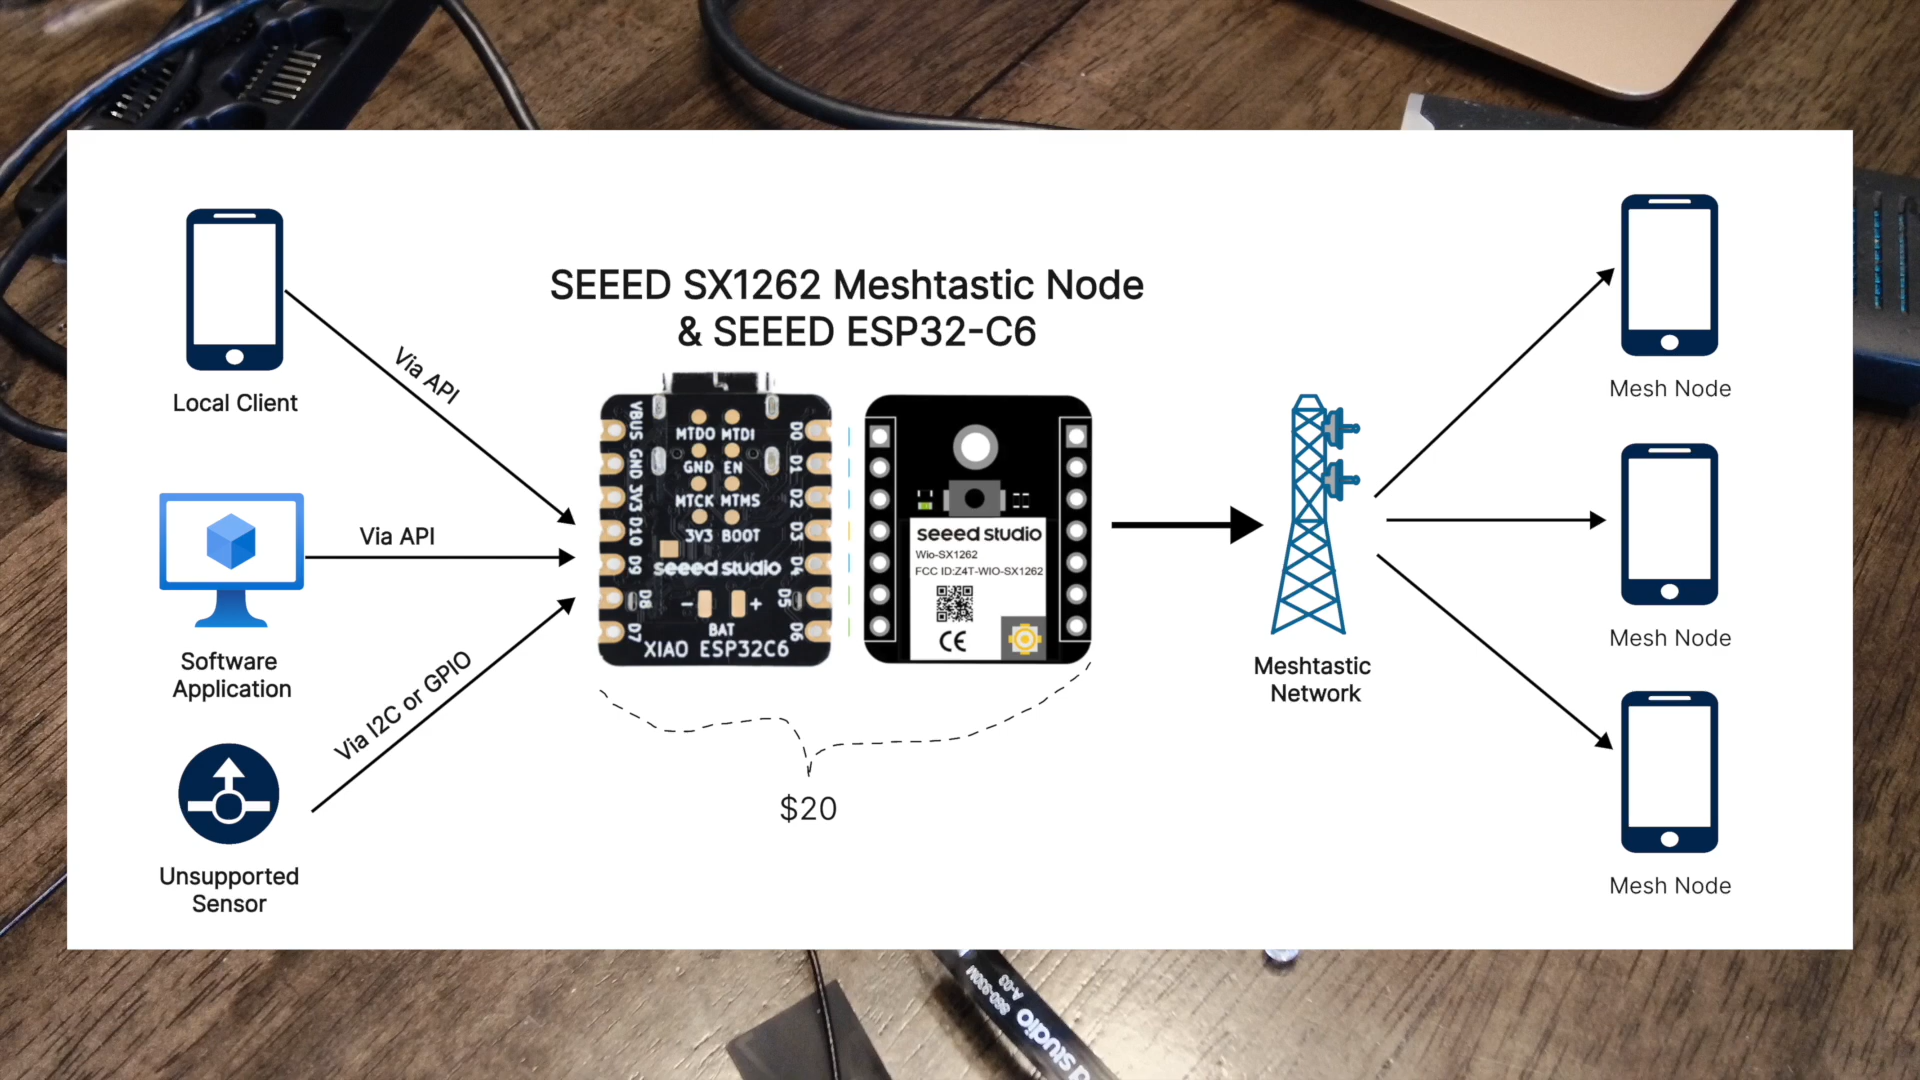 SEEED SX1262 Meshtastic Node
& SEEED ESP32-C6
Local Client
Via API
Software
Application
Via API
Unsupported
Sensor
Via I2C or GPIO
VBUS
GND
3V3
D10
D9
D8
D7
MTDO MTDI
GND EN
MTCK MTMS
3V3 BOOT
seeed studio
- +
BAT
XIAO ESP32C6
D0
D1
D2
D3
D4
D5
D6
seeed studio
Wio-SX1262
FCC ID:Z4T-WIO-SX1262
CE
$20
Meshtastic
Network
Mesh Node
Mesh Node
Mesh Node
860-930M
A-03
d studio